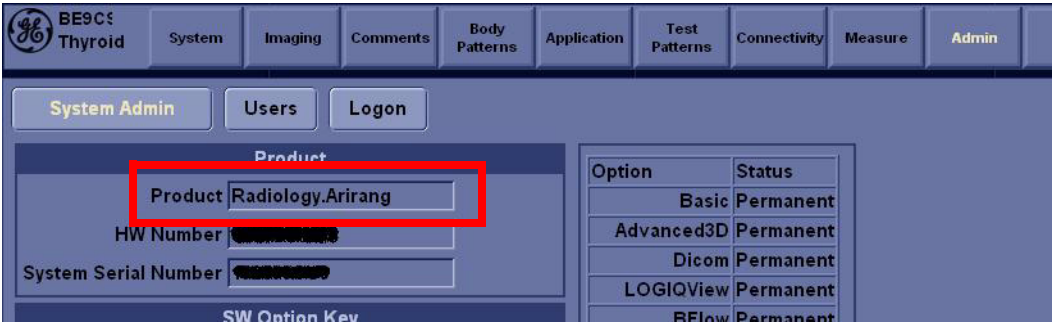 BE9CS
Thyroid
System
Imaging
Comments
Body
Patterns
Application
Test
Patterns
Connectivity
Measure
Admin
System Admin
Users
Logon
Product
Product Radiology.Arirang
HW Number
System Serial Number
SW Option Key
Option Status
Basic Permanent
Advanced3D Permanent
Dicom Permanent
LOGIQView Permanent
BFlow Permanent